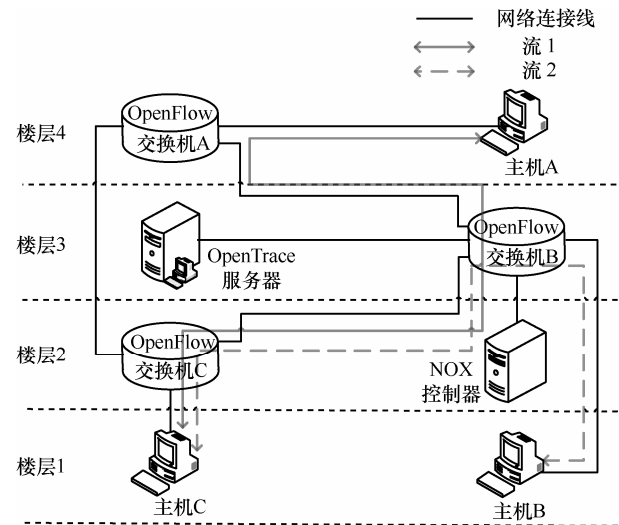 网络连接线
流 1
流 2
楼层4
OpenFlow
交换机A
主机A
楼层3
OpenTrace
服务器
OpenFlow
交换机B
楼层2
OpenFlow
交换机C
NOX
控制器
楼层1
主机C
主机B